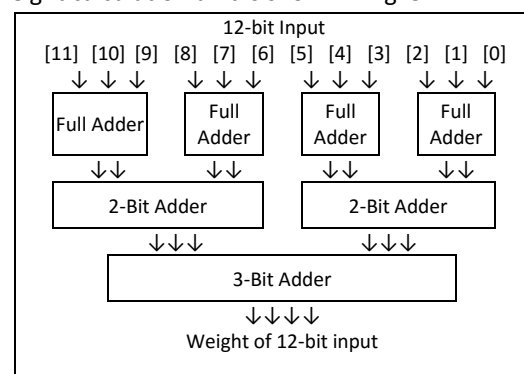 12-bit Input
[11] [10] [9] [8] [7] [6] [5] [4] [3] [2] [1] [0]
↓ ↓ ↓ ↓ ↓ ↓ ↓ ↓ ↓ ↓ ↓ ↓
Full Adder
Full
Adder
Full
Adder
Full
Adder
↓↓ ↓↓ ↓↓ ↓↓
2-Bit Adder
2-Bit Adder
↓↓↓ ↓↓↓
3-Bit Adder
↓↓↓↓
Weight of 12-bit input